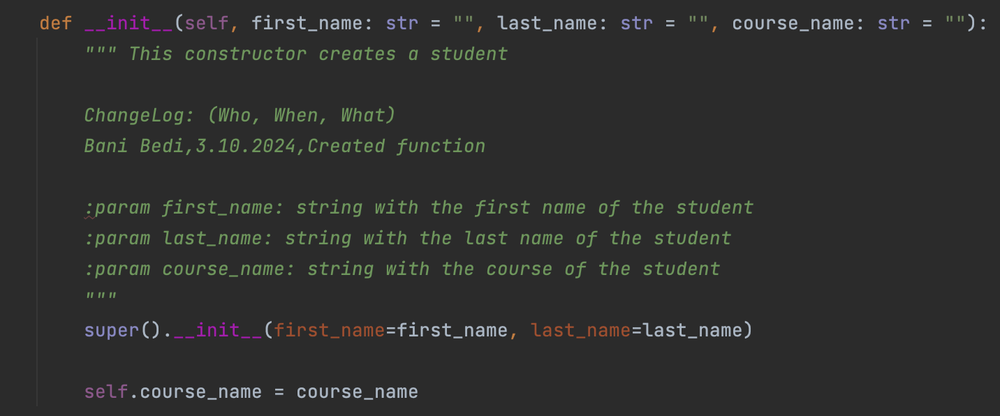 def __init__(self, first_name: str = "", last_name: str = "", course_name: str = ""):
""" This constructor creates a student
ChangeLog: (Who, When, What)
Bani Bedi,3.10.2024,Created function
:param first_name: string with the first name of the student
:param last_name: string with the last name of the student
:param course_name: string with the course of the student
"""
super().__init__(first_name=first_name, last_name=last_name)
self.course_name = course_name